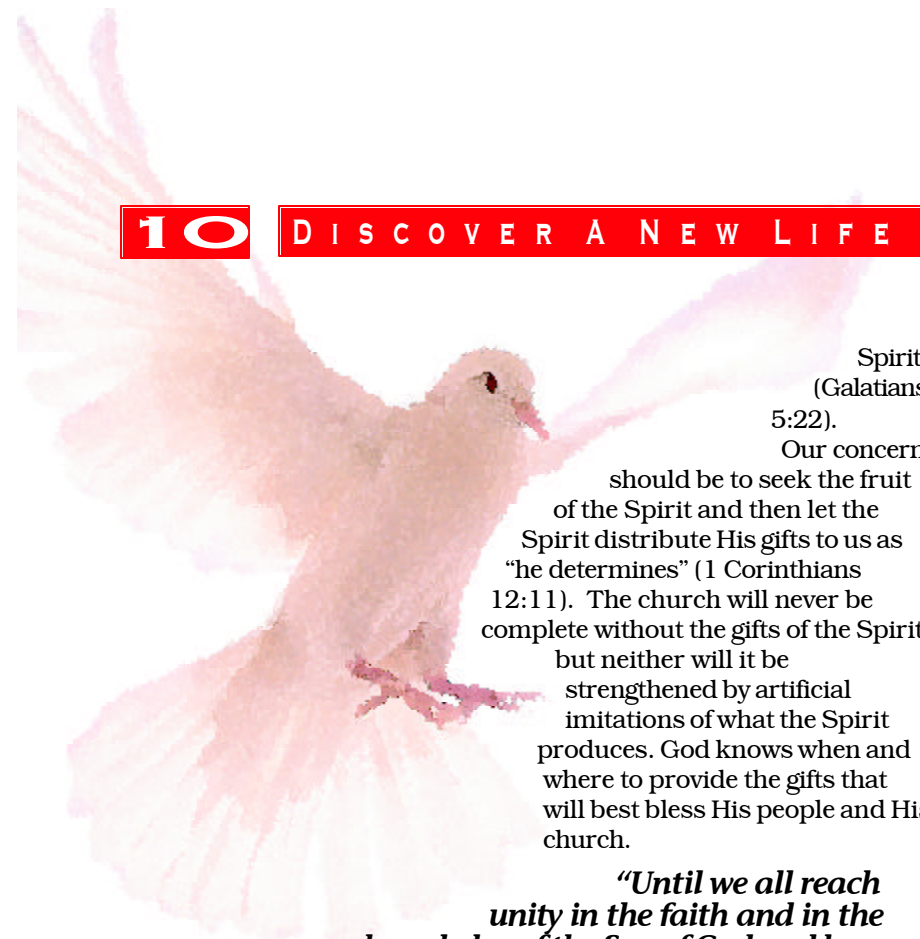 10 DISCOVER A NEW LIFE
Spirit
(Galatians
5:22).
Our concern
should be to seek the fruit
of the Spirit and then let the
Spirit distribute His gifts to us as
“he determines” (1 Corinthians
12:11). The church will never be
complete without the gifts of the Spirit
but neither will it be
strengthened by artificial
imitations of what the Spirit
produces. God knows when and
where to provide the gifts that
will best bless His people and His
church.
“Until we all reach
unity in the faith and in the